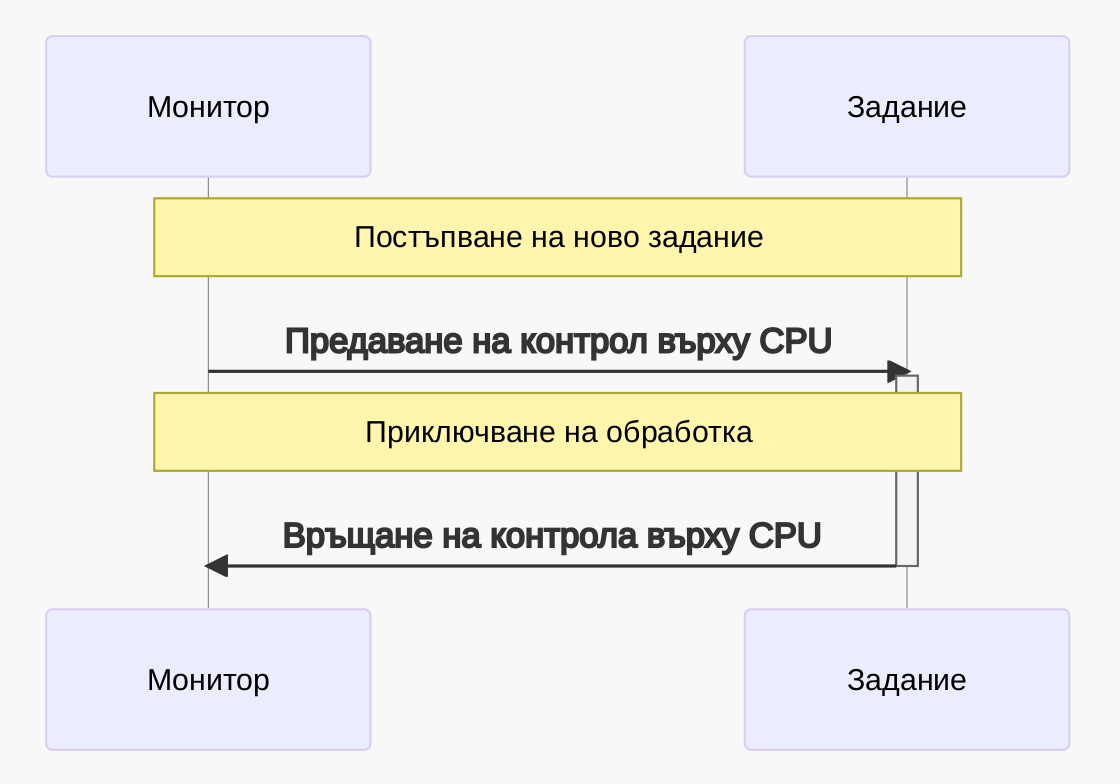 Монитор
Задание
Постъпване на ново задание
Предаване на контрол върху CPU
Приключване на обработка
Връщане на контрола върху CPU
Монитор
Задание